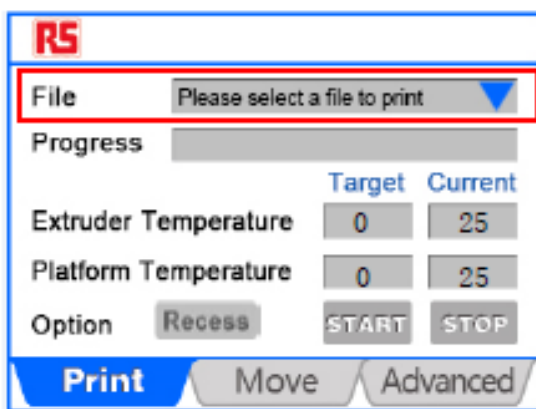 RS
File Please select a file to print
Progress
Target Current
Extruder Temperature 0 25
Platform Temperature 0 25
Option Recess START STOP
Print Move Advanced